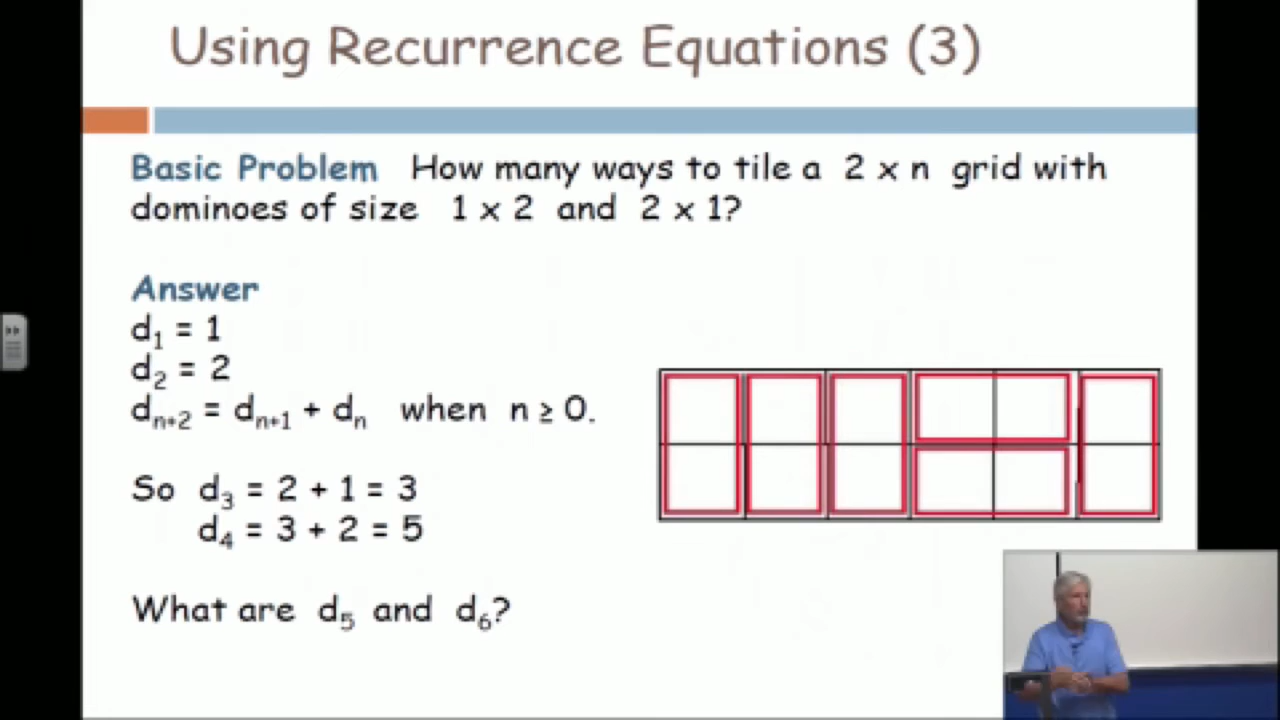 Using Recurrence Equations (3)
Basic Problem How many ways to tile a 2 x n grid with
dominoes of size 1 x 2 and 2 x 1?
Answer
d₁ = 1
d₂ = 2
dₙ₊₂ = dₙ₊₁ + dₙ when n ≥ 0.
So d₃ = 2 + 1 = 3
d₄ = 3 + 2 = 5
What are d₅ and d₆?